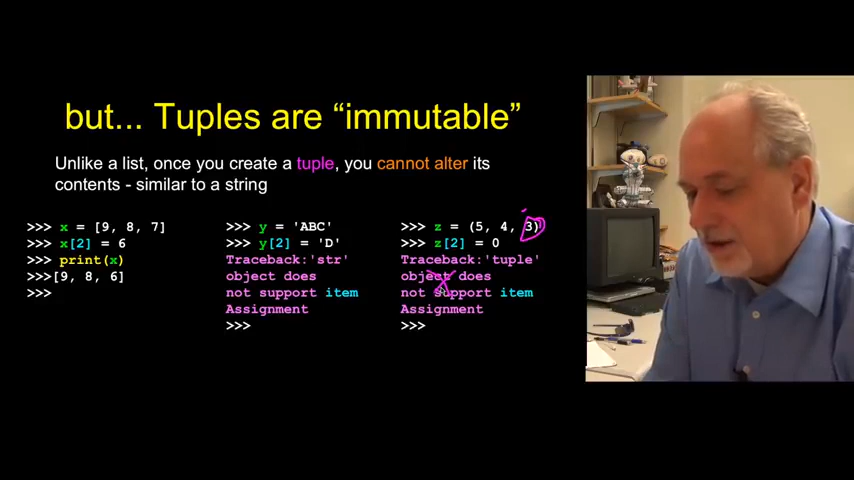 but... Tuples are “immutable”
Unlike a list, once you create a tuple, you cannot alter its
contents - similar to a string
>>> x = [9, 8, 7]
>>> x[2] = 6
>>> print(x)
>>>[9, 8, 6]
>>>
>>> y = 'ABC'
>>> y[2] = 'D'
Traceback:'str'
object does
not support item
Assignment
>>>
>>> z = (5, 4, 3)
>>> z[2] = 0
Traceback:'tuple'
object does
not support item
Assignment
>>>